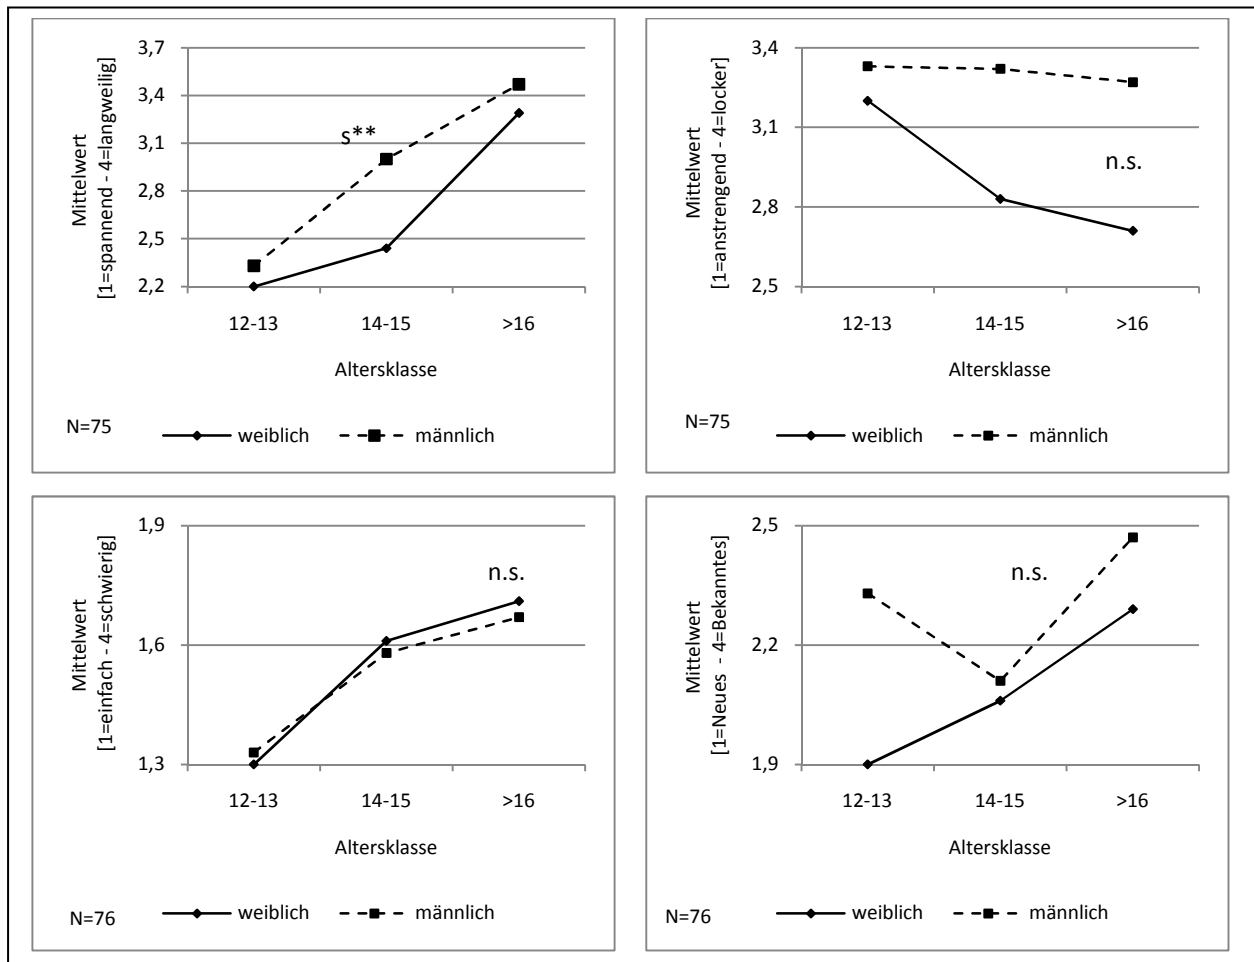 Mittelwert
[1=spannend - 4=langweilig]
3,7
3,4
3,1
2,8
2,5
2,2
s**
12-13 14-15 >16
Altersklasse
N=75
weiblich männlich
Mittelwert
[1=anstrengend - 4=locker]
3,4
3,1
2,8
2,5
n.s.
12-13 14-15 >16
Altersklasse
N=75
weiblich männlich
Mittelwert
[1=einfach - 4=schwierig]
1,9
1,6
1,3
n.s.
12-13 14-15 >16
Altersklasse
N=76
weiblich männlich
Mittelwert
[1=Neues - 4=Bekanntes]
2,5
2,2
1,9
n.s.
12-13 14-15 >16
Altersklasse
N=76
weiblich männlich